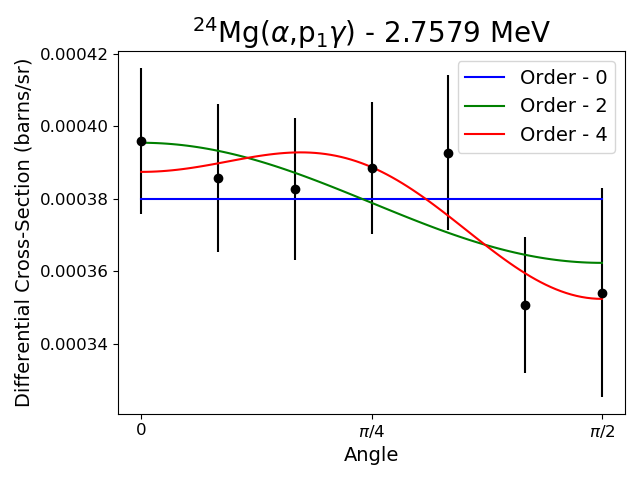 ²⁴Mg(α,p₁γ) - 2.7579 MeV
Differential Cross-Section (barns/sr)
0.00042
0.00040
0.00038
0.00036
0.00034
Order - 0
Order - 2
Order - 4
0
π/4
π/2
Angle